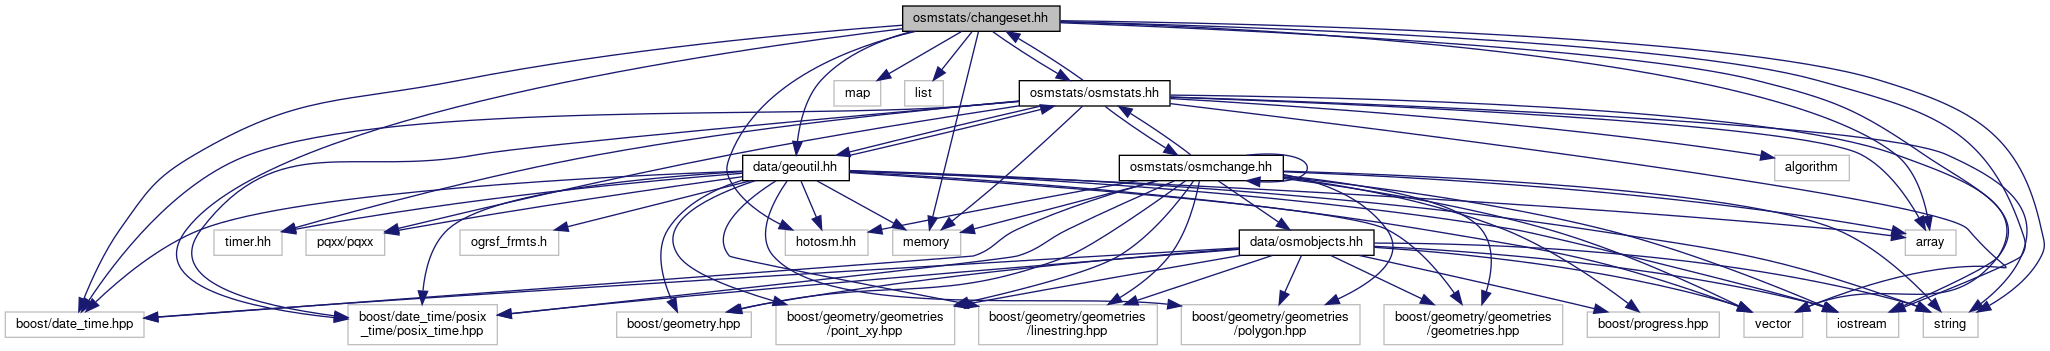 osmstats/changeset.hh
map
list
osmstats/osmstats.hh
data/geoutil.hh
osmstats/osmchange.hh
algorithm
timer.hh
pqxx/pqxx
ogrsf_frmts.h
hotosm.hh
memory
data/osmobjects.hh
array
boost/date_time.hpp
boost/date_time/posix
_time/posix_time.hpp
boost/geometry.hpp
boost/geometry/geometries
/point_xy.hpp
boost/geometry/geometries
/linestring.hpp
boost/geometry/geometries
/polygon.hpp
boost/geometry/geometries
/geometries.hpp
boost/progress.hpp
vector
iostream
string